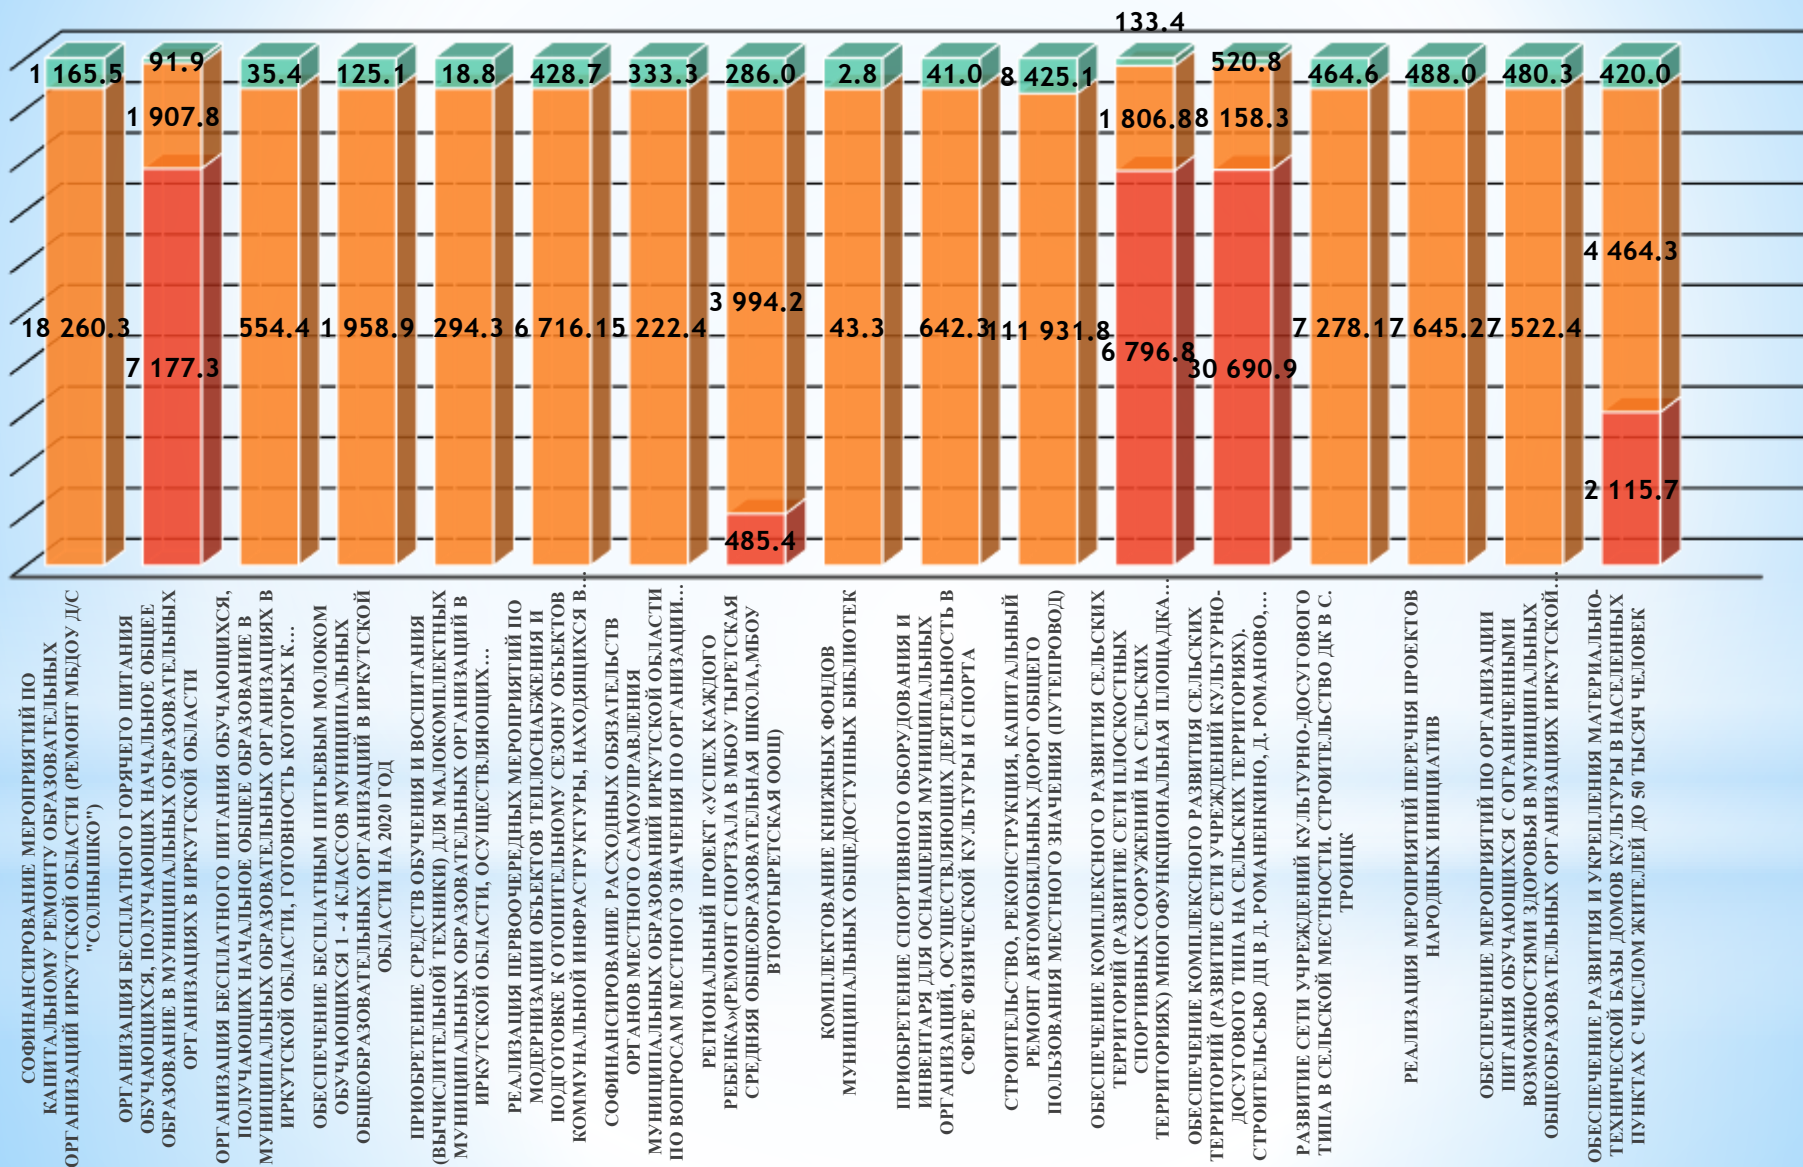 133.4
1 165.5
91.9
35.4
125.1
18.8
428.7
333.3
286.0
2.8
41.0
8 425.1
520.8
464.6
488.0
480.3
420.0
1 907.8
1 806.8
8 158.3
4 464.3
3 994.2
18 260.3
554.4
1 958.9
294.3
6 716.1
5 222.4
43.3
642.3
111 931.8
7 278.1
7 645.2
7 522.4
7 177.3
6 796.8
30 690.9
2 115.7
485.4
СОФИНАНСИРОВАНИЕ МЕРОПРИЯТИЙ ПО
КАПИТАЛЬНОМУ РЕМОНТУ ОБРАЗОВАТЕЛЬНЫХ
ОРГАНИЗАЦИЙ ИРКУТСКОЙ ОБЛАСТИ (РЕМОНТ МБДОУ Д/С
"СОЛНЫШКО")
ОРГАНИЗАЦИЯ БЕСПЛАТНОГО ГОРЯЧЕГО ПИТАНИЯ
ОБУЧАЮЩИХСЯ, ПОЛУЧАЮЩИХ НАЧАЛЬНОЕ ОБЩЕЕ
ОБРАЗОВАНИЕ В МУНИЦИПАЛЬНЫХ ОБРАЗОВАТЕЛЬНЫХ
ОРГАНИЗАЦИЯХ В ИРКУТСКОЙ ОБЛАСТИ
ОРГАНИЗАЦИЯ БЕСПЛАТНОГО ПИТАНИЯ ОБУЧАЮЩИХСЯ,
ПОЛУЧАЮЩИХ НАЧАЛЬНОЕ ОБЩЕЕ ОБРАЗОВАНИЕ В
МУНИЦИПАЛЬНЫХ ОБРАЗОВАТЕЛЬНЫХ ОРГАНИЗАЦИЯХ В
ИРКУТСКОЙ ОБЛАСТИ, ГОТОВНОСТЬ КОТОРЫХ К…
ОБЕСПЕЧЕНИЕ БЕСПЛАТНЫМ ПИТЬЕВЫМ МОЛОКОМ
ОБУЧАЮЩИХСЯ 1 - 4 КЛАССОВ МУНИЦИПАЛЬНЫХ
ОБЩЕОБРАЗОВАТЕЛЬНЫХ ОРГАНИЗАЦИЙ В ИРКУТСКОЙ
ОБЛАСТИ НА 2020 ГОД
ПРИОБРЕТЕНИЕ СРЕДСТВ ОБУЧЕНИЯ И ВОСПИТАНИЯ
(ВЫЧИСЛИТЕЛЬНОЙ ТЕХНИКИ) ДЛЯ МАЛОКОМПЛЕКТНЫХ
МУНИЦИПАЛЬНЫХ ОБРАЗОВАТЕЛЬНЫХ ОРГАНИЗАЦИЙ В
ИРКУТСКОЙ ОБЛАСТИ, ОСУЩЕСТВЛЯЮЩИХ…
РЕАЛИЗАЦИЯ ПЕРВООЧЕРЕДНЫХ МЕРОПРИЯТИЙ ПО
МОДЕРНИЗАЦИИ ОБЪЕКТОВ ТЕПЛОСНАБЖЕНИЯ И
ПОДГОТОВКЕ К ОТОПИТЕЛЬНОМУ СЕЗОНУ ОБЪЕКТОВ
КОММУНАЛЬНОЙ ИНФРАСТРУКТУРЫ, НАХОДЯЩИХСЯ В…
СОФИНАНСИРОВАНИЕ РАСХОДНЫХ ОБЯЗАТЕЛЬСТВ
ОРГАНОВ МЕСТНОГО САМОУПРАВЛЕНИЯ
МУНИЦИПАЛЬНЫХ ОБРАЗОВАНИЙ ИРКУТСКОЙ ОБЛАСТИ
ПО ВОПРОСАМ МЕСТНОГО ЗНАЧЕНИЯ ПО ОРГАНИЗАЦИИ…
РЕГИОНАЛЬНЫЙ ПРОЕКТ «УСПЕХ КАЖДОГО
РЕБЕНКА»(РЕМОНТ СПОРТЗАЛА В МБОУ ТЫРЕТСКАЯ
СРЕДНЯЯ ОБЩЕОБРАЗОВАТЕЛЬНАЯ ШКОЛА,МБОУ
ВТОРОТЫРЕТСКАЯ ООШ)
КОМПЛЕКТОВАНИЕ КНИЖНЫХ ФОНДОВ
МУНИЦИПАЛЬНЫХ ОБЩЕДОСТУПНЫХ БИБЛИОТЕК
ПРИОБРЕТЕНИЕ СПОРТИВНОГО ОБОРУДОВАНИЯ И
ИНВЕНТАРЯ ДЛЯ ОСНАЩЕНИЯ МУНИЦИПАЛЬНЫХ
ОРГАНИЗАЦИЙ, ОСУЩЕСТВЛЯЮЩИХ ДЕЯТЕЛЬНОСТЬ В
СФЕРЕ ФИЗИЧЕСКОЙ КУЛЬТУРЫ И СПОРТА
СТРОИТЕЛЬСТВО, РЕКОНСТРУКЦИЯ, КАПИТАЛЬНЫЙ
РЕМОНТ АВТОМОБИЛЬНЫХ ДОРОГ ОБЩЕГО
ПОЛЬЗОВАНИЯ МЕСТНОГО ЗНАЧЕНИЯ (ПУТЕПРОВОД)
ОБЕСПЕЧЕНИЕ КОМПЛЕКСНОГО РАЗВИТИЯ СЕЛЬСКИХ
ТЕРРИТОРИЙ (РАЗВИТИЕ СЕТИ ПЛОСКОСТНЫХ
СПОРТИВНЫХ СООРУЖЕНИЙ НА СЕЛЬСКИХ
ТЕРРИТОРИЯХ) МНОГОФУНКЦИОНАЛЬНАЯ ПЛОЩАДКА…
ОБЕСПЕЧЕНИЕ КОМПЛЕКСНОГО РАЗВИТИЯ СЕЛЬСКИХ
ТЕРРИТОРИЙ (РАЗВИТИЕ СЕТИ УЧРЕЖДЕНИЙ КУЛЬТУРНО-
ДОСУГОВОГО ТИПА НА СЕЛЬСКИХ ТЕРРИТОРИЯХ).
СТРОИТЕЛЬСЬВО ДЦ В Д. РОМАНЕНКИНО, Д. РОМАНОВО,…
РАЗВИТИЕ СЕТИ УЧРЕЖДЕНИЙ КУЛЬТУРНО-ДОСУГОВОГО
ТИПА В СЕЛЬСКОЙ МЕСТНОСТИ. СТРОИТЕЛЬСТВО ДК В С.
ТРОИЦК
РЕАЛИЗАЦИЯ МЕРОПРИЯТИЙ ПЕРЕЧНЯ ПРОЕКТОВ
НАРОДНЫХ ИНИЦИАТИВ
ОБЕСПЕЧЕНИЕ МЕРОПРИЯТИЙ ПО ОРГАНИЗАЦИИ
ПИТАНИЯ ОБУЧАЮЩИХСЯ С ОГРАНИЧЕННЫМИ
ВОЗМОЖНОСТЯМИ ЗДОРОВЬЯ В МУНИЦИПАЛЬНЫХ
ОБЩЕОБРАЗОВАТЕЛЬНЫХ ОРГАНИЗАЦИЯХ ИРКУТСКОЙ…
ОБЕСПЕЧЕНИЕ РАЗВИТИЯ И УКРЕПЛЕНИЯ МАТЕРИАЛЬНО-
ТЕХНИЧЕСКОЙ БАЗЫ ДОМОВ КУЛЬТУРЫ В НАСЕЛЕННЫХ
ПУНКТАХ С ЧИСЛОМ ЖИТЕЛЕЙ ДО 50 ТЫСЯЧ ЧЕЛОВЕК